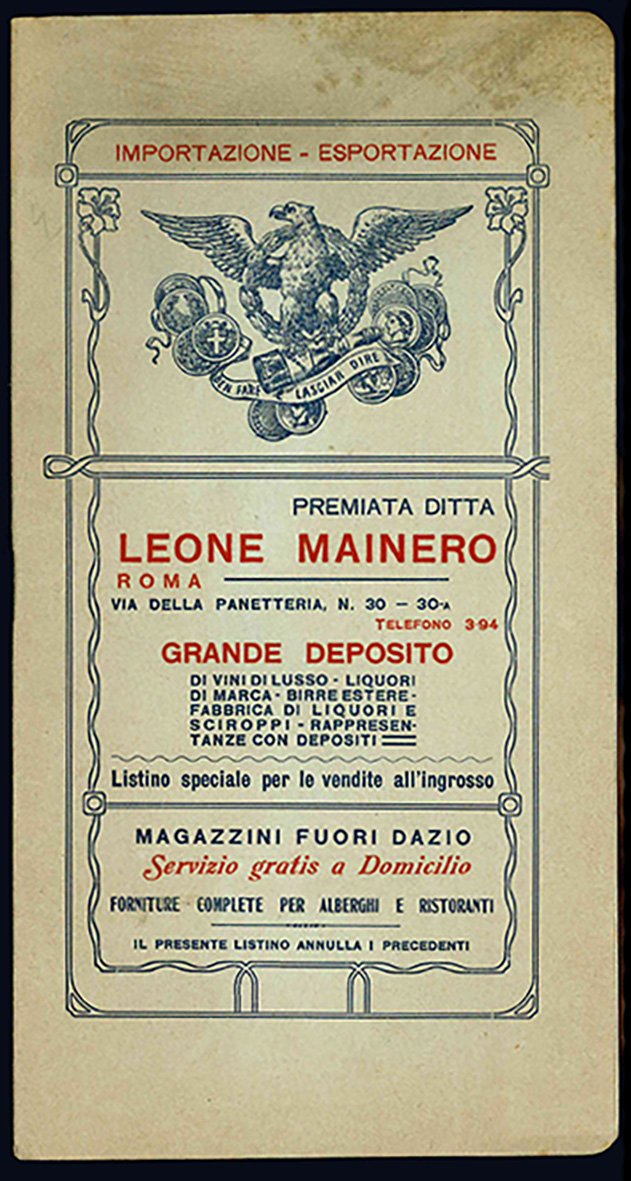 IMPORTAZIONE - ESPORTAZIONE
BEN FARE LASCIAR DIRE
PREMIATA DITTA
LEONE MAINERO
ROMA
VIA DELLA PANETTERIA, N. 30 — 30-A
TELEFONO 3-94
GRANDE DEPOSITO
DI VINI DI LUSSO - LIQUORI
DI MARCA - BIRRE ESTERE -
FABBRICA DI LIQUORI E
SCIROPPI - RAPPRESEN-
TANZE CON DEPOSITI
Listino speciale per le vendite all'ingrosso
MAGAZZINI FUORI DAZIO
Servizio gratis a Domicilio
FORNITURE COMPLETE PER ALBERGHI E RISTORANTI
IL PRESENTE LISTINO ANNULLA I PRECEDENTI